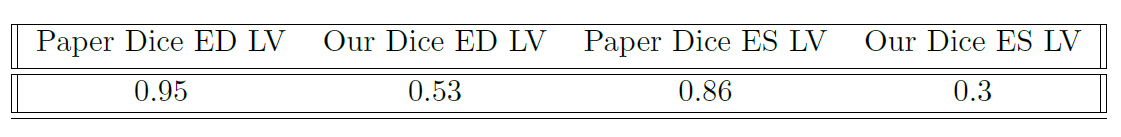 Paper Dice ED LV Our Dice ED LV Paper Dice ES LV Our Dice ES LV
0.95 0.53 0.86 0.3